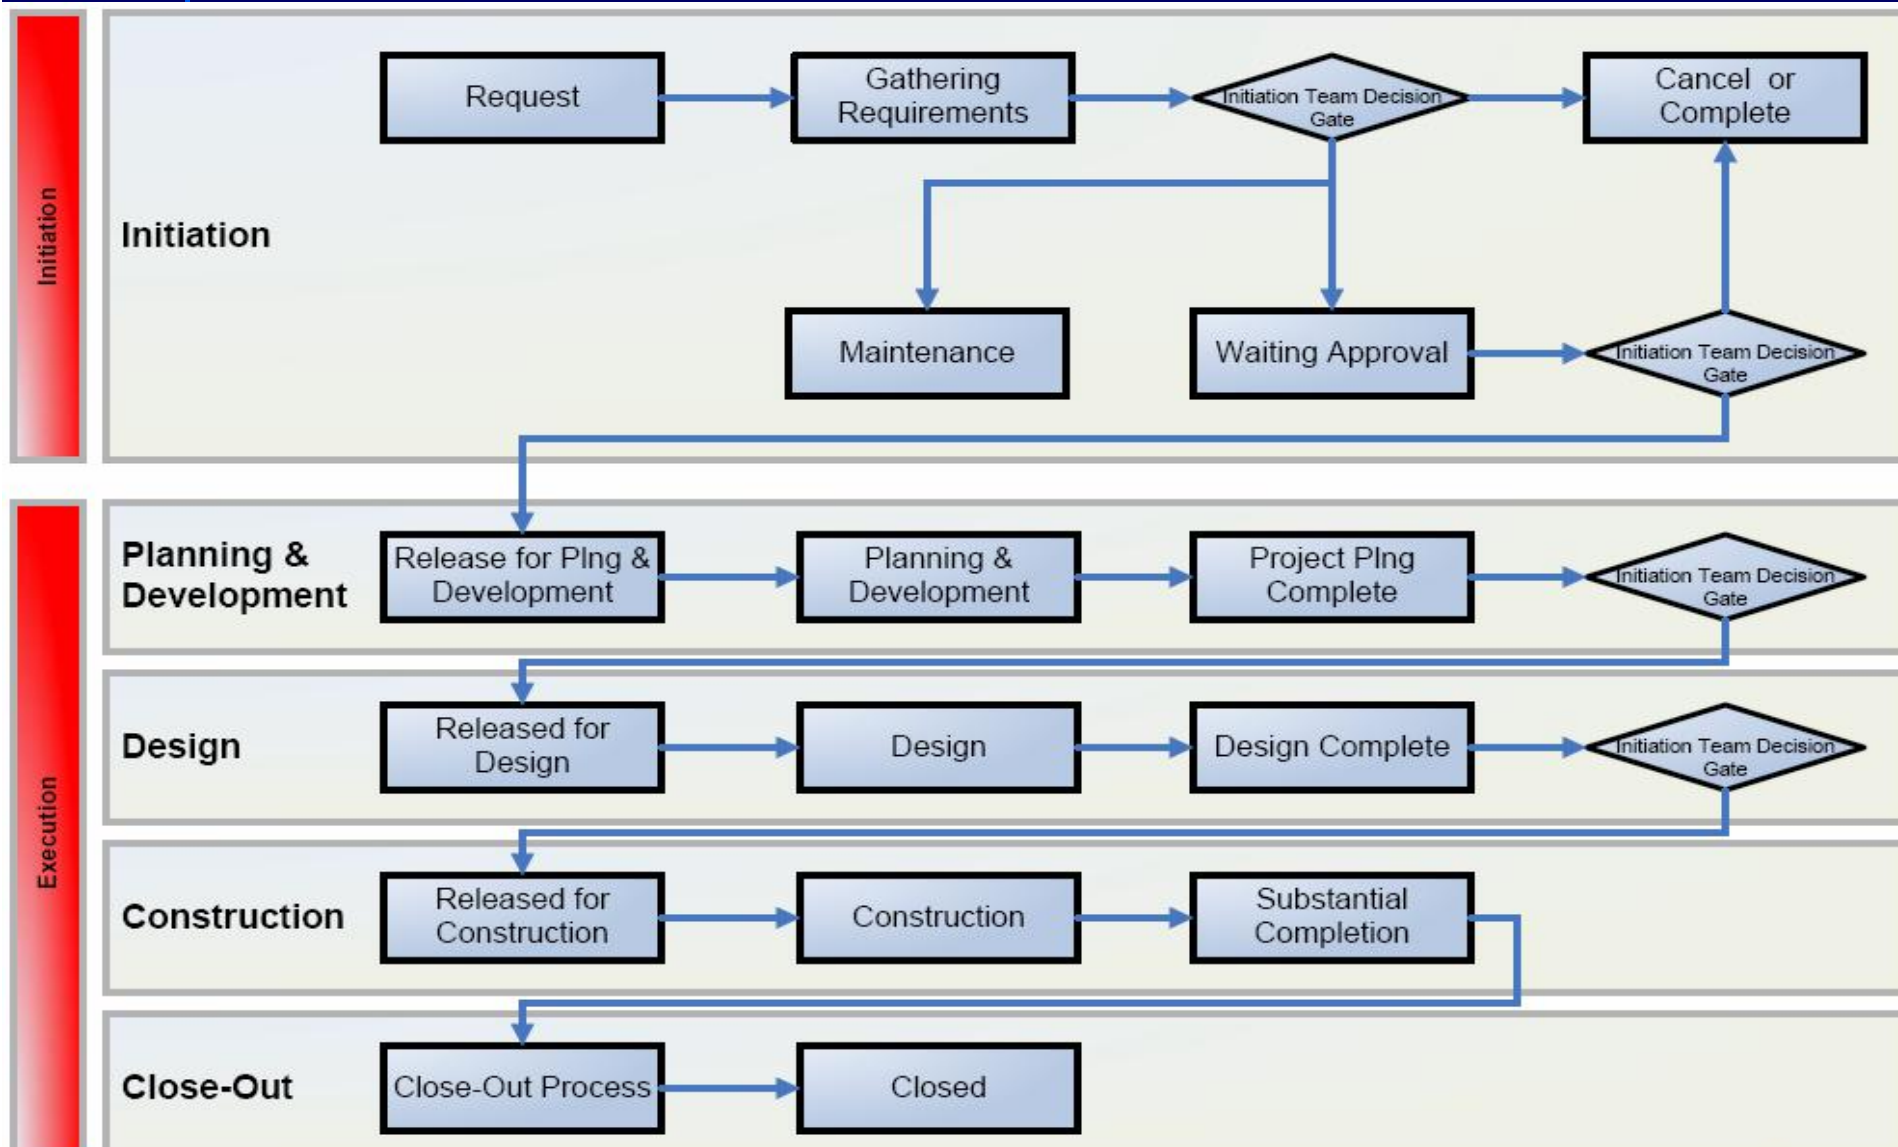 Initiation
Initiation
Request
Gathering
Requirements
Initiation Team Decision
Gate
Cancel or
Complete
Maintenance
Waiting Approval
Initiation Team Decision
Gate
Execution
Planning &
Development
Release for Plng &
Development
Planning &
Development
Project Plng
Complete
Initiation Team Decision
Gate
Design
Released for
Design
Design
Design Complete
Initiation Team Decision
Gate
Construction
Released for
Construction
Construction
Substantial
Completion
Close-Out
Close-Out Process
Closed